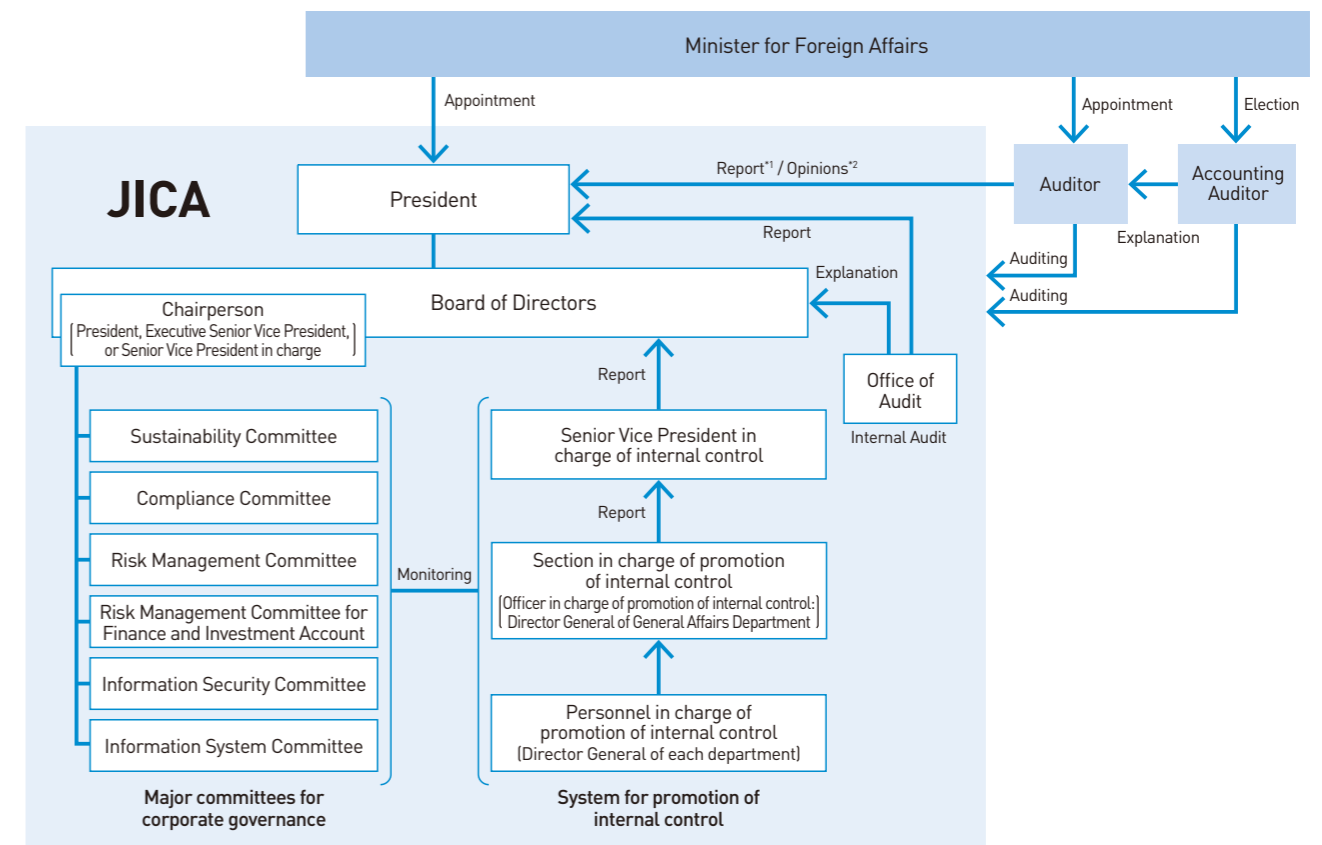 Minister for Foreign Affairs
Appointment
Appointment
Election
JICA
President
Report*1 / Opinions*2
Auditor
Accounting
Auditor
Report
Explanation
Auditing
Auditing
Explanation
Board of Directors
Chairperson
[President, Executive Senior Vice President,
or Senior Vice President in charge]
Report
Office of
Audit
Internal Audit
Sustainability Committee
Compliance Committee
Risk Management Committee
Risk Management Committee for
Finance and Investment Account
Information Security Committee
Information System Committee
Major committees for
corporate governance
Monitoring
Senior Vice President in
charge of internal control
Report
Section in charge of promotion
of internal control
[Officer in charge of promotion of internal control:
Director General of General Affairs Department]
Personnel in charge of
promotion of internal control
(Director General of each department)
System for promotion of
internal control